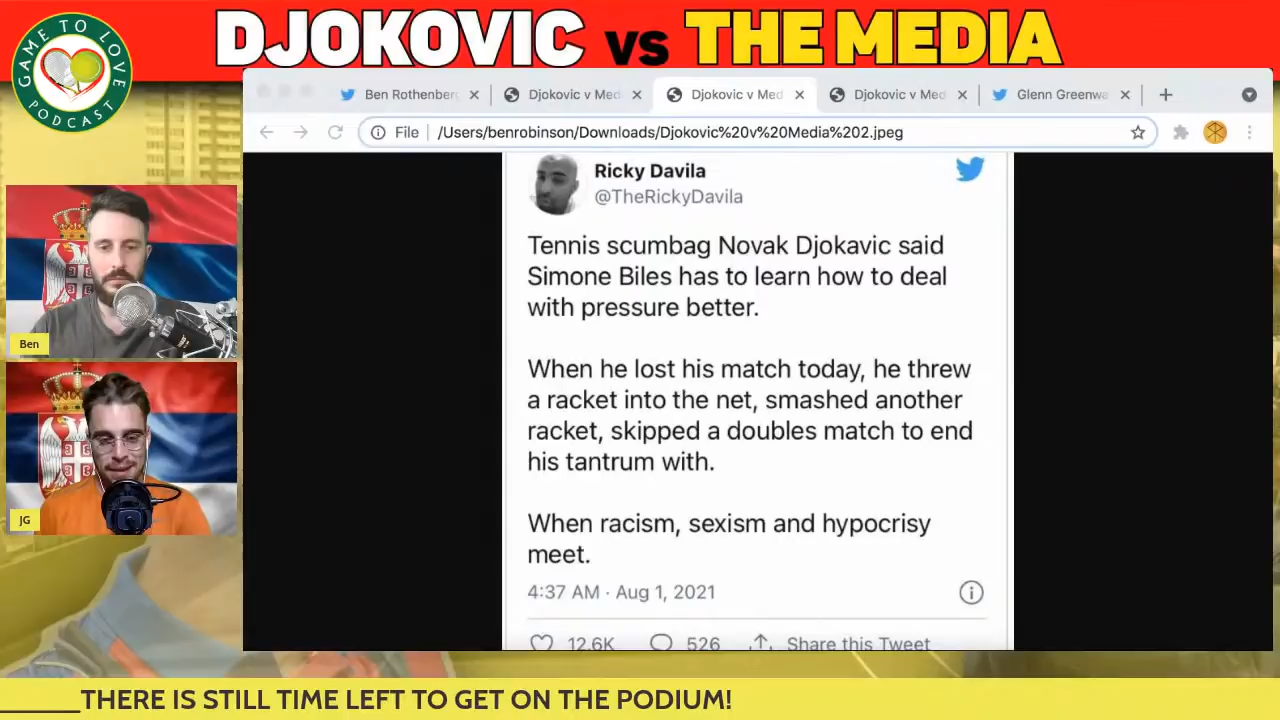 DJOKOVIC vs THE MEDIA
GAME TO LOVE
PODCAST
Ben Rothenberg
Djokovic v Med
Djokovic v Med
Djokovic v Med
Glenn Greenwa
File
/Users/benrobinson/Downloads/Djokovic%20v%20Media%202.jpeg
Ricky Davila
@TheRickyDavila
Tennis scumbag Novak Djokavic said
Simone Biles has to learn how to deal
with pressure better.
When he lost his match today, he threw
a racket into the net, smashed another
racket, skipped a doubles match to end
his tantrum with.
When racism, sexism and hypocrisy
meet.
4:37 AM · Aug 1, 2021
12.6K 526 Share this Tweet
Ben
JG
_____THERE IS STILL TIME LEFT TO GET ON THE PODIUM!